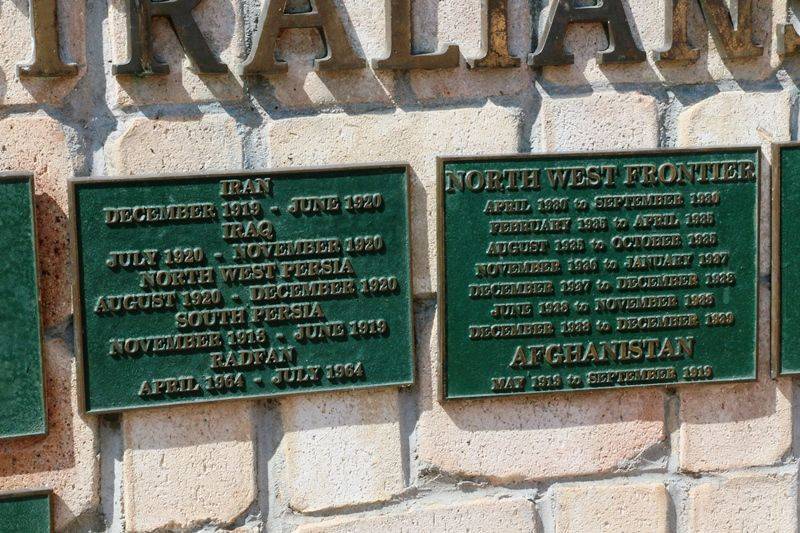 TRALIANS
IRAN
DECEMBER 1919 - JUNE 1920
IRAQ
JULY 1920 - NOVEMBER 1920
NORTH WEST PERSIA
AUGUST 1920 - DECEMBER 1920
SOUTH PERSIA
NOVEMBER 1918 - JUNE 1919
RADFAN
APRIL 1964 - JULY 1964
NORTH WEST FRONTIER
APRIL 1930 to SEPTEMBER 1930
FEBRUARY 1935 to APRIL 1935
AUGUST 1935 to OCTOBER 1935
NOVEMBER 1936 to JANUARY 1937
DECEMBER 1937 to DECEMBER 1938
JUNE 1938 to NOVEMBER 1938
DECEMBER 1938 to DECEMBER 1939
AFGHANISTAN
MAY 1919 to SEPTEMBER 1919